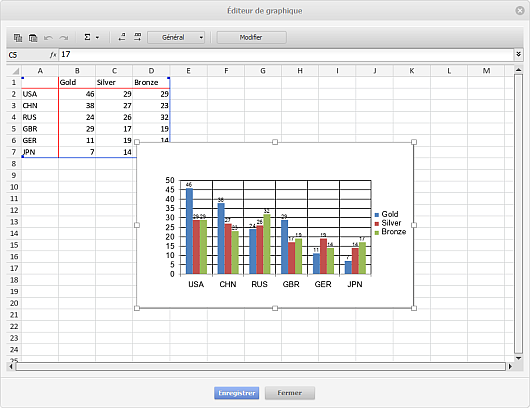 Éditeur de graphique
Σ Général Modifier
C5 fx 17
A B C D E F G H I J K L M
1 Gold Silver Bronze
2 USA 46 29 29
3 CHN 38 27 23
4 RUS 24 26 32
5 GBR 29 17 19
6 GER 11 19 14
7 JPN 7 14
8
9
10
11
12
13
14
15
16
17
18
19
20
21
22
23
24
25
50
45
40
35
30
25
20
15
10
5
0
46 29 29
38 27 23
24 26 32
29 17 19
11 19 14
7 14 17
USA CHN RUS GBR GER JPN
Gold
Silver
Bronze
Enregistrer Fermer